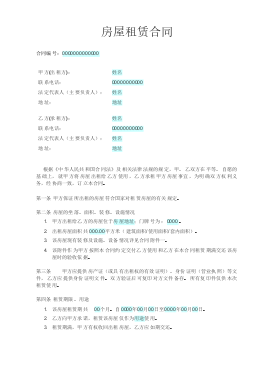 房屋租赁合同
合同编号：0000000000000
甲方(出租方)： 姓名
联系电话： 00000000000
法定代表人（主要负责人）： 姓名
地址： 地址
乙方(承租方)： 姓名
联系电话： 00000000000
法定代表人（主要负责人）： 姓名
地址： 地址
根据《中华人民共和国合同法》及相关法律法规的规定，甲、乙双方在平等、自愿的
基础上，就甲方将房屋出租给乙方使用、乙方承租甲方房屋事宜，为明确双方权利义
务，经协商一致，订立本合同。
第一条 甲方保证所出租的房屋符合国家对租赁房屋的有关规定。
第二条 房屋的坐落、面积、装修、设施情况
1. 甲方出租给乙方的房屋位于房屋地址；门牌号为：0000。
2. 出租房屋面积共000.00平方米（建筑面积/使用面积/套内面积）。
3. 该房屋现有装修及设施、设备情况详见合同附件一。
4. 该附件作为甲方按照本合同约定交付乙方使用和乙方在本合同租赁期满交还该房
屋时的验收依据。
第三条 甲方应提供房产证（或具有出租权的有效证明）、身份证明（营业执照）等文
件，乙方应提供身份证明文件。双方验证后可复印对方文件备存。所有复印件仅供本次
租赁使用。
第四条 租赁期限、用途
1. 该房屋租赁期共00个月。自0000年00月00日至0000年00月00日。
2. 乙方向甲方承诺，租赁该房屋仅作为用途使用。
3. 租赁期满，甲方有权收回出租房屋，乙方应如期交还。